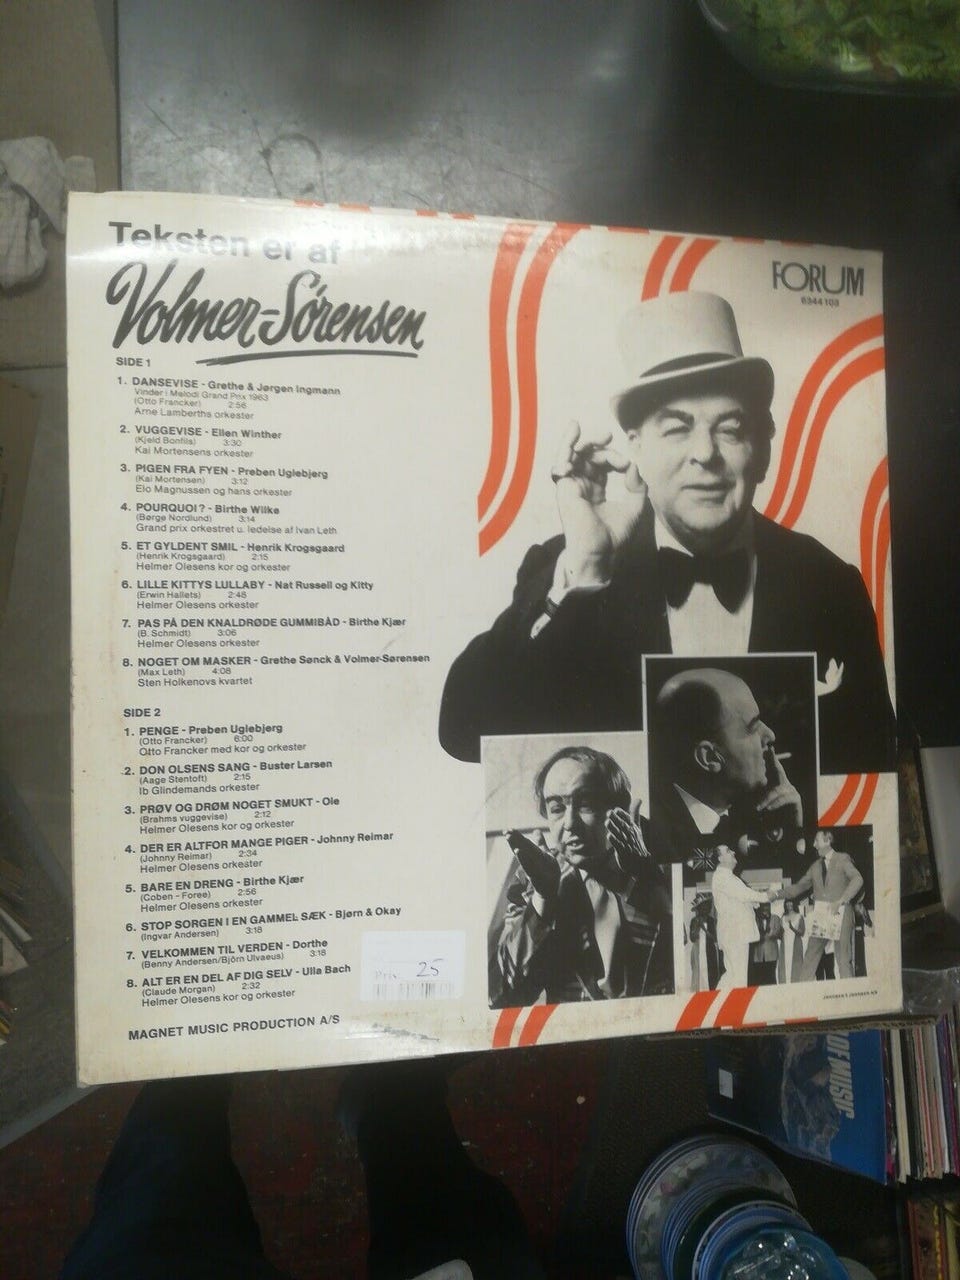 Teksten er af
Volmer-Sørensen
FORUM
6344 103
SIDE 1
1. DANSEVISE - Grethe & Jørgen Ingmann
Vinder i Melodi Grand Prix 1963
(Otto Francker) 2:56
Arne Lamberths orkester
2. VUGGEVISE - Ellen Winther
(Kjeld Bonfils) 3:30
Kai Mortensens orkester
3. PIGEN FRA FYEN - Preben Uglebjerg
(Kai Mortensen) 3:12
Elo Magnussen og hans orkester
4. POURQUOI? - Birthe Wilke
(Børge Nordlund) 3:14
Grand prix orkestret u. ledelse af Ivan Leth
5. ET GYLDENT SMIL - Henrik Krogsgaard
(Henrik Krogsgaard) 2:15
Helmer Olesens kor og orkester
6. LILLE KITTYS LULLABY - Nat Russell og Kitty
(Erwin Hallets) 2:48
Helmer Olesens orkester
7. PAS PÅ DEN KNALDRØDE GUMMIBÅD - Birthe Kjær
(B. Schmidt) 3:06
Helmer Olesens orkester
8. NOGET OM MASKER - Grethe Sønck & Volmer-Sørensen
(Max Leth) 4:08
Sten Holkenovs kvartet
SIDE 2
1. PENGE - Preben Uglebjerg
(Otto Francker) 6:00
Otto Francker med kor og orkester
2. DON OLSENS SANG - Buster Larsen
(Aage Stentoft) 2:15
Ib Glindemands orkester
3. PRØV OG DRØM NOGET SMUKT - Ole
(Brahms vuggevise) 2:12
Helmer Olesens kor og orkester
4. DER ER ALTFOR MANGE PIGER - Johnny Reimar
(Johnny Reimar) 2:34
Helmer Olesens orkester
5. BARE EN DRENG - Birthe Kjær
(Coben - Foree) 2:56
Helmer Olesens orkester
6. STOP SORGEN I EN GAMMEL SÆK - Bjørn & Okay
(Ingvar Andersen) 3:18
7. VELKOMMEN TIL VERDEN - Dorthe
(Benny Andersen/Björn Ulvaeus) 3:18
8. ALT ER EN DEL AF DIG SELV - Ulla Bach
(Claude Morgan) 2:32
Helmer Olesens kor og orkester
25
MAGNET MUSIC PRODUCTION A/S
OF MUSIC